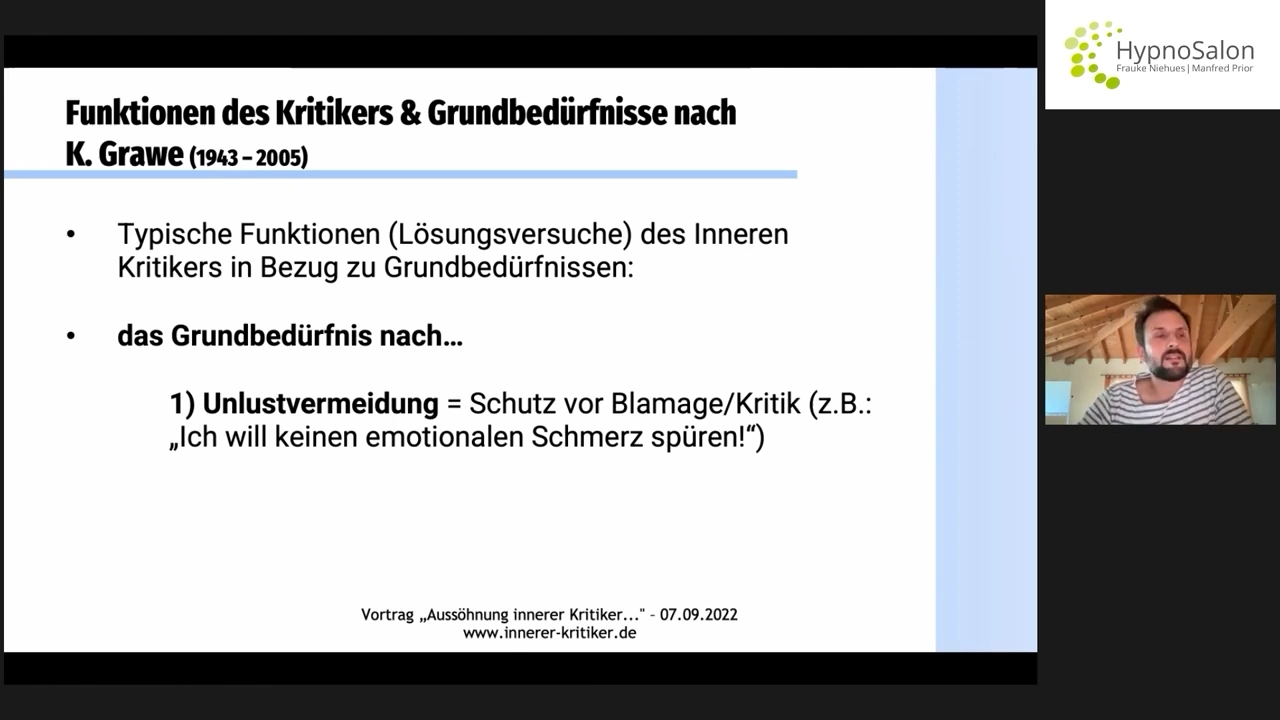 Funktionen des Kritikers & Grundbedürfnisse nach
K. Grawe (1943 – 2005)
• Typische Funktionen (Lösungsversuche) des Inneren
Kritikers in Bezug zu Grundbedürfnissen:
• das Grundbedürfnis nach…
1) Unlustvermeidung = Schutz vor Blamage/Kritik (z.B.:
„Ich will keinen emotionalen Schmerz spüren!“)
Vortrag „Aussöhnung innerer Kritiker..." – 07.09.2022
www.innerer-kritiker.de
HypnoSalon
Frauke Niehues | Manfred Prior